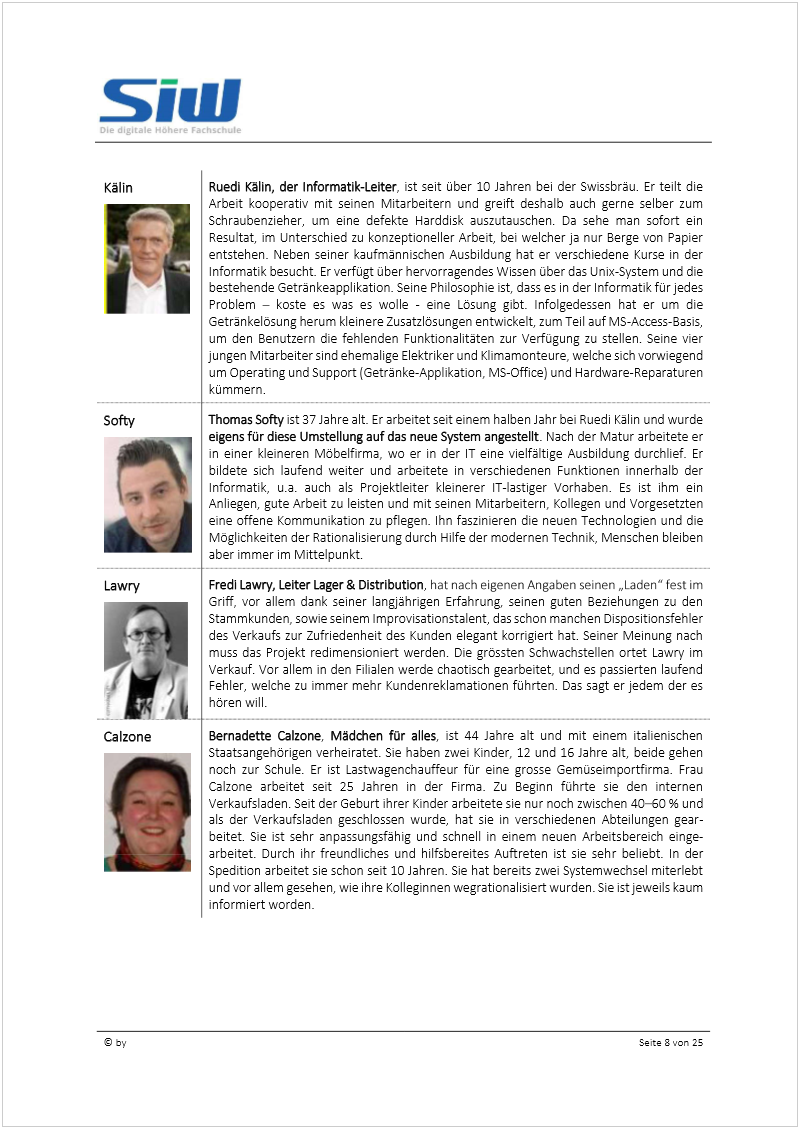 Siw
Die digitale Höhere Fachschule
Kälin
Ruedi Kälin, der Informatik-Leiter, ist seit über 10 Jahren bei der Swissbräu. Er teilt die
Arbeit kooperativ mit seinen Mitarbeitern und greift deshalb auch gerne selber zum
Schraubenzieher, um eine defekte Harddisk auszutauschen. Da sehe man sofort ein
Resultat, im Unterschied zu konzeptioneller Arbeit, bei welcher ja nur Berge von Papier
entstehen. Neben seiner kaufmännischen Ausbildung hat er verschiedene Kurse in der
Informatik besucht. Er verfügt über hervorragendes Wissen über das Unix-System und die
bestehende Getränkeapplikation. Seine Philosophie ist, dass es in der Informatik für jedes
Problem – koste es was es wolle - eine Lösung gibt. Infolgedessen hat er um die
Getränkelösung herum kleinere Zusatzlösungen entwickelt, zum Teil auf MS-Access-Basis,
um den Benutzern die fehlenden Funktionalitäten zur Verfügung zu stellen. Seine vier
jungen Mitarbeiter sind ehemalige Elektriker und Klimamonteure, welche sich vorwiegend
um Operating und Support (Getränke-Applikation, MS-Office) und Hardware-Reparaturen
kümmern.
Softy
Thomas Softy ist 37 Jahre alt. Er arbeitet seit einem halben Jahr bei Ruedi Kälin und wurde
eigens für diese Umstellung auf das neue System angestellt. Nach der Matur arbeitete er
in einer kleineren Möbelfirma, wo er in der IT eine vielfältige Ausbildung durchlief. Er
bildete sich laufend weiter und arbeitete in verschiedenen Funktionen innerhalb der
Informatik, u.a. auch als Projektleiter kleinerer IT-lastiger Vorhaben. Es ist ihm ein
Anliegen, gute Arbeit zu leisten und mit seinen Mitarbeitern, Kollegen und Vorgesetzten
eine offene Kommunikation zu pflegen. Ihn faszinieren die neuen Technologien und die
Möglichkeiten der Rationalisierung durch Hilfe der modernen Technik, Menschen bleiben
aber immer im Mittelpunkt.
Lawry
Fredi Lawry, Leiter Lager & Distribution, hat nach eigenen Angaben seinen „Laden“ fest im
Griff, vor allem dank seiner langjährigen Erfahrung, seinen guten Beziehungen zu den
Stammkunden, sowie seinem Improvisationstalent, das schon manchen Dispositionsfehler
des Verkaufs zur Zufriedenheit des Kunden elegant korrigiert hat. Seiner Meinung nach
muss das Projekt redimensioniert werden. Die grössten Schwachstellen ortet Lawry im
Verkauf. Vor allem in den Filialen werde chaotisch gearbeitet, und es passierten laufend
Fehler, welche zu immer mehr Kundenreklamationen führten. Das sagt er jedem der es
hören will.
Calzone
Bernadette Calzone, Mädchen für alles, ist 44 Jahre alt und mit einem italienischen
Staatsangehörigen verheiratet. Sie haben zwei Kinder, 12 und 16 Jahre alt, beide gehen
noch zur Schule. Er ist Lastwagenchauffeur für eine grosse Gemüseimportfirma. Frau
Calzone arbeitet seit 25 Jahren in der Firma. Zu Beginn führte sie den internen
Verkaufsladen. Seit der Geburt ihrer Kinder arbeitete sie nur noch zwischen 40–60 % und
als der Verkaufsladen geschlossen wurde, hat sie in verschiedenen Abteilungen gear-
beitet. Sie ist sehr anpassungsfähig und schnell in einem neuen Arbeitsbereich einge-
arbeitet. Durch ihr freundliches und hilfsbereites Auftreten ist sie sehr beliebt. In der
Spedition arbeitet sie schon seit 10 Jahren. Sie hat bereits zwei Systemwechsel miterlebt
und vor allem gesehen, wie ihre Kolleginnen wegrationalisiert wurden. Sie ist jeweils kaum
informiert worden.
© by
Seite 8 von 25